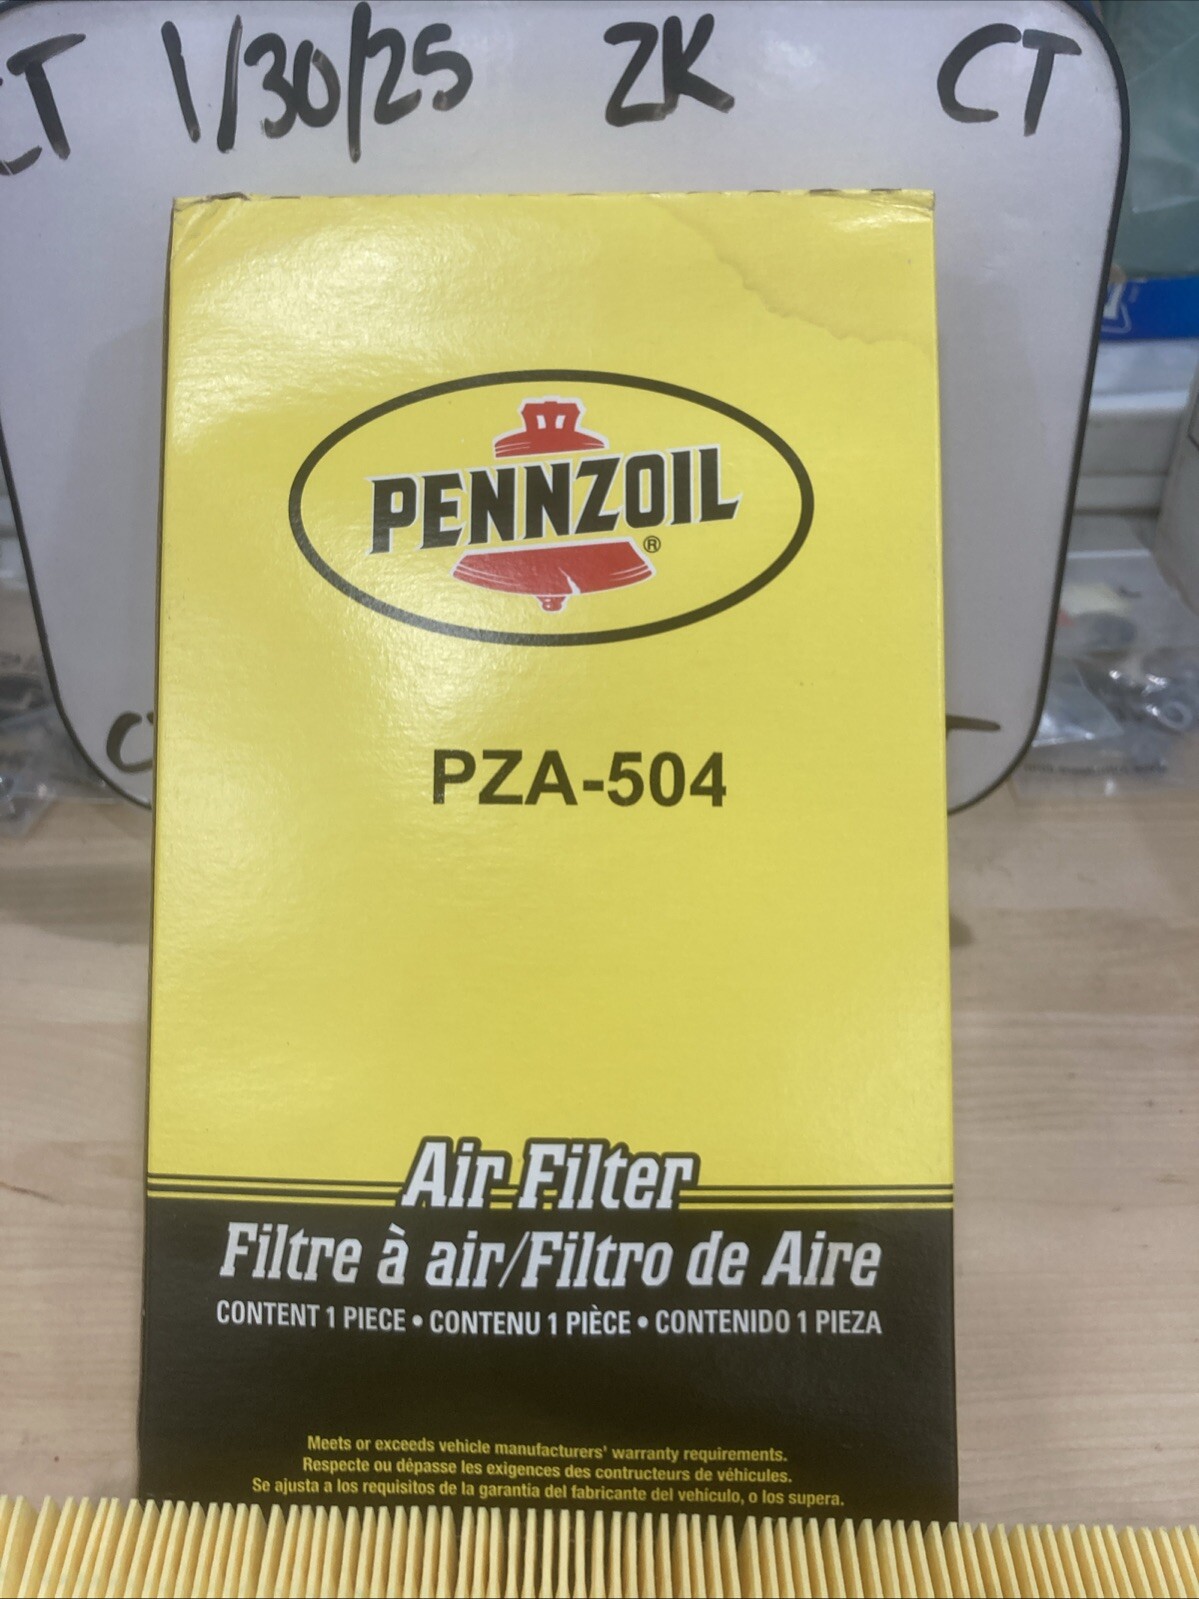 CT 1/30/25 ZK CT
PENNZOIL
®
PZA-504
Air Filter
Filtre à air/Filtro de Aire
CONTENT 1 PIECE • CONTENU 1 PIÈCE • CONTENIDO 1 PIEZA
Meets or exceeds vehicle manufacturers' warranty requirements.
Respecte ou dépasse les exigences des contructeurs de véhicules.
Se ajusta a los requisitos de la garantía del fabricante del vehículo, o los supera.